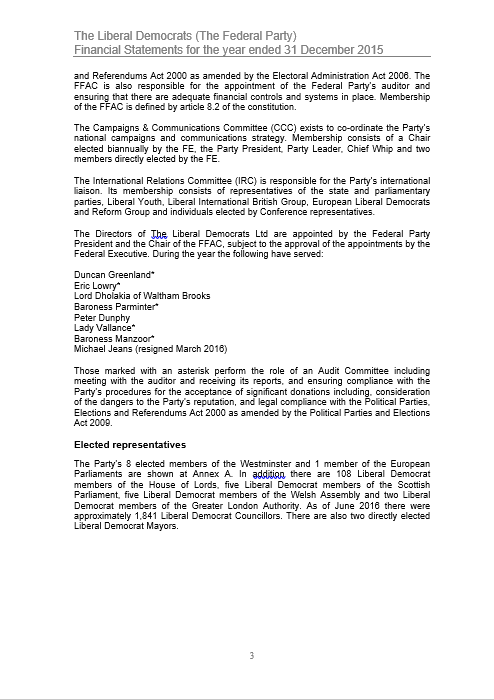 The Liberal Democrats (The Federal Party)
Financial Statements for the year ended 31 December 2015
and Referendums Act 2000 as amended by the Electoral Administration Act 2006. The
FFAC is also responsible for the appointment of the Federal Party's auditor and
ensuring that there are adequate financial controls and systems in place. Membership
of the FFAC is defined by article 8.2 of the constitution.
The Campaigns & Communications Committee (CCC) exists to co-ordinate the Party's
national campaigns and communications strategy. Membership consists of a Chair
elected biannually by the FE, the Party President, Party Leader, Chief Whip and two
members directly elected by the FE.
The International Relations Committee (IRC) is responsible for the Party's international
liaison. Its membership consists of representatives of the state and parliamentary
parties, Liberal Youth, Liberal International British Group, European Liberal Democrats
and Reform Group and individuals elected by Conference representatives.
The Directors of The Liberal Democrats Ltd are appointed by the Federal Party
President and the Chair of the FFAC, subject to the approval of the appointments by the
Federal Executive. During the year the following have served:
Duncan Greenland*
Eric Lowry*
Lord Dholakia of Waltham Brooks
Baroness Parminter*
Peter Dunphy
Lady Vallance*
Baroness Manzoor*
Michael Jeans (resigned March 2016)
Those marked with an asterisk perform the role of an Audit Committee including
meeting with the auditor and receiving its reports, and ensuring compliance with the
Party's procedures for the acceptance of significant donations including, consideration
of the dangers to the Party's reputation, and legal compliance with the Political Parties,
Elections and Referendums Act 2000 as amended by the Political Parties and Elections
Act 2009.
Elected representatives
The Party's 8 elected members of the Westminster and 1 member of the European
Parliaments are shown at Annex A. In addition there are 108 Liberal Democrat
members of the House of Lords, five Liberal Democrat members of the Scottish
Parliament, five Liberal Democrat members of the Welsh Assembly and two Liberal
Democrat members of the Greater London Authority. As of June 2016 there were
approximately 1,841 Liberal Democrat Councillors. There are also two directly elected
Liberal Democrat Mayors.
3